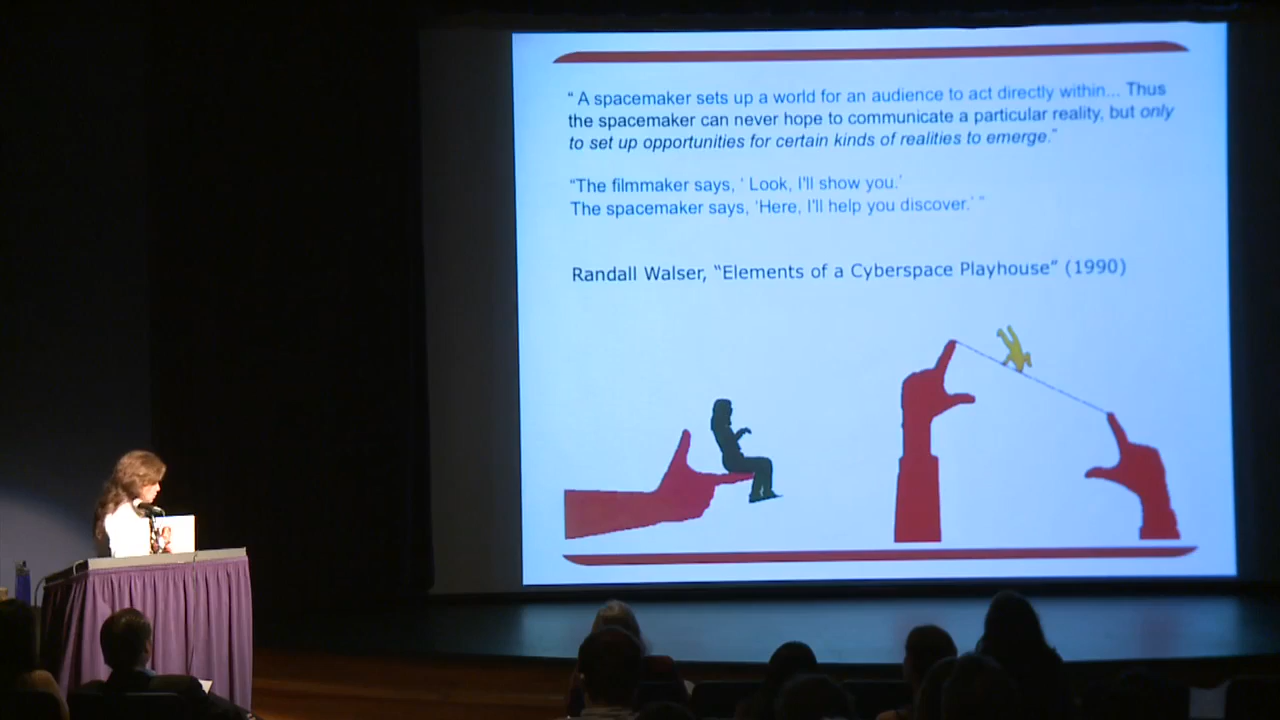 “ A spacemaker sets up a world for an audience to act directly within... Thus
the spacemaker can never hope to communicate a particular reality, but only
to set up opportunities for certain kinds of realities to emerge.”
“The filmmaker says, ‘ Look, I'll show you.’
The spacemaker says, ‘Here, I'll help you discover.’ ”
Randall Walser, “Elements of a Cyberspace Playhouse” (1990)